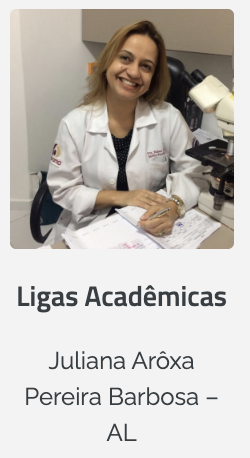 Ligas Acadêmicas
Juliana Arôxa
Pereira Barbosa –
AL